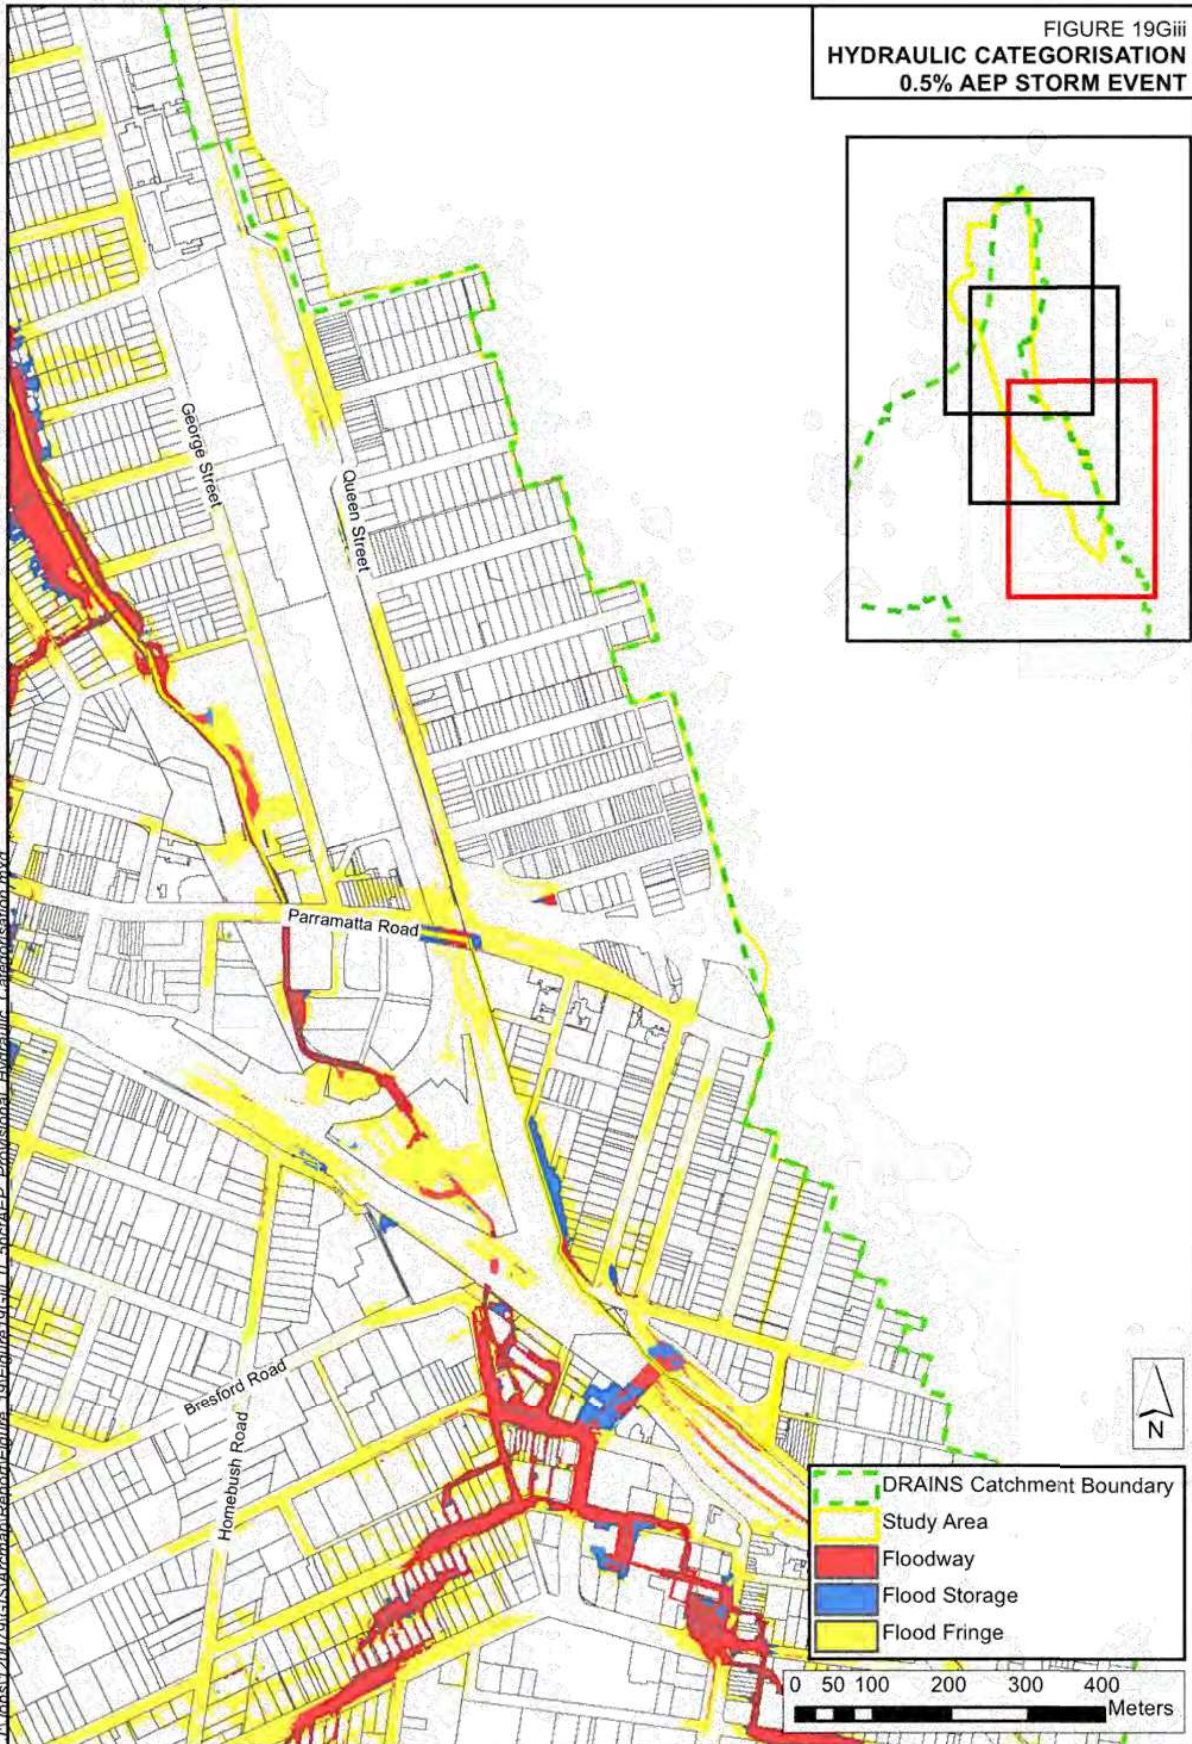 FIGURE 19Giii
HYDRAULIC CATEGORISATION
0.5% AEP STORM EVENT
George Street
Queen Street
Parramatta Road
Bresford Road
Homebush Road
N
DRAINS Catchment Boundary
Study Area
Floodway
Flood Storage
Flood Fringe
0 50 100 200 300 400
Meters